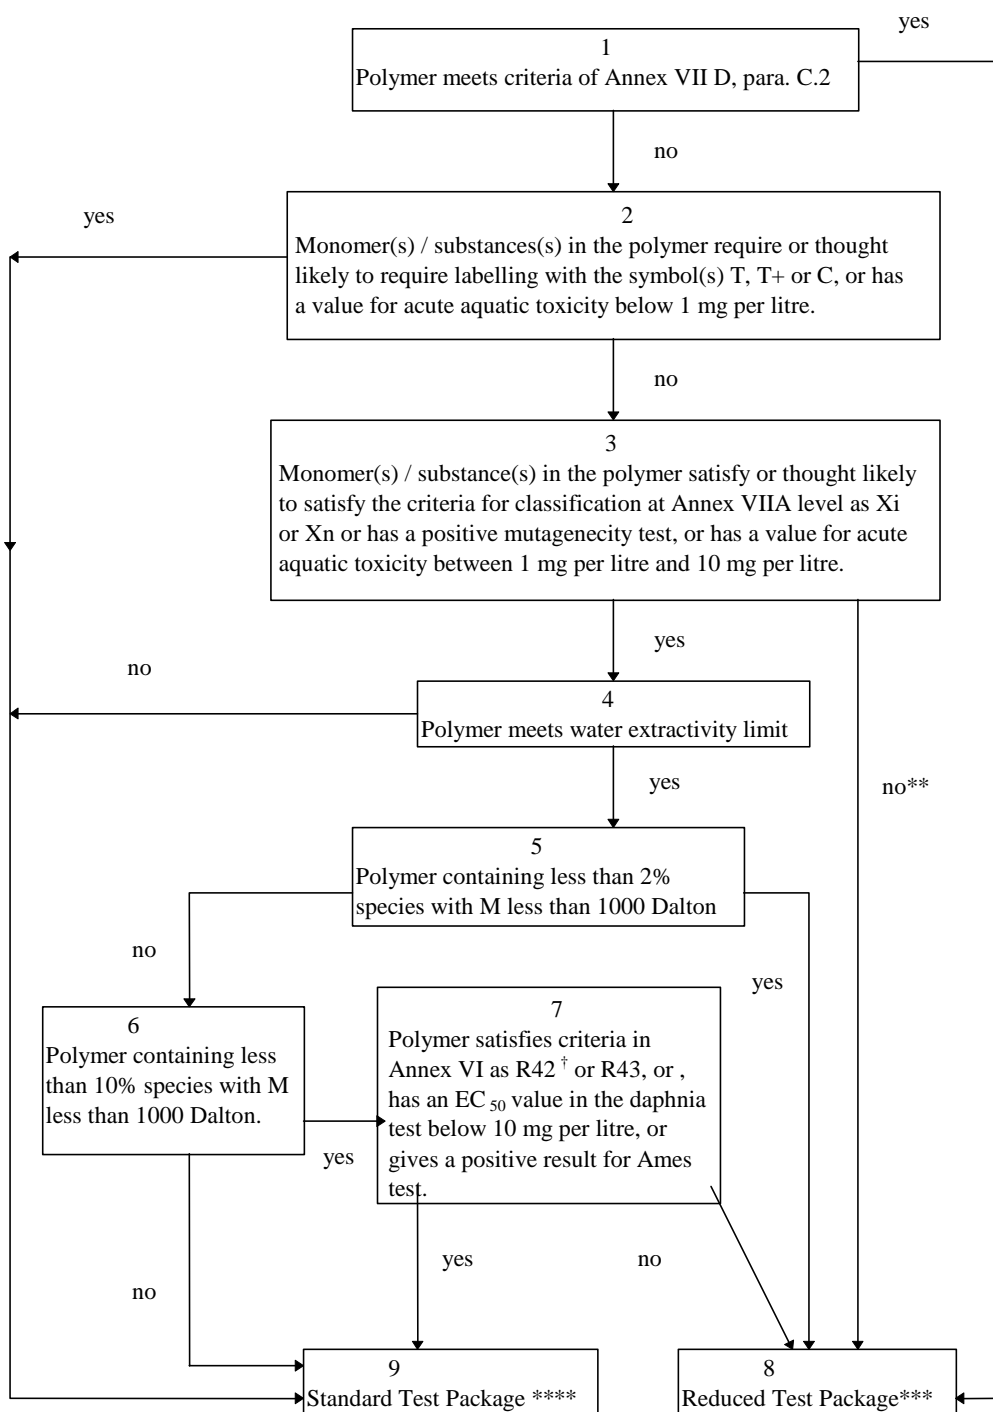 yes
1
Polymer meets criteria of Annex VII D, para. C.2
no
yes
2
Monomer(s) / substances(s) in the polymer require or thought
likely to require labelling with the symbol(s) T, T+ or C, or has
a value for acute aquatic toxicity below 1 mg per litre.
no
3
Monomer(s) / substance(s) in the polymer satisfy or thought likely
to satisfy the criteria for classification at Annex VIIA level as Xi
or Xn or has a positive mutagenecity test, or has a value for acute
aquatic toxicity between 1 mg per litre and 10 mg per litre.
yes
no
4
Polymer meets water extractivity limit
yes
no**
5
Polymer containing less than 2%
species with M less than 1000 Dalton
no
yes
6
Polymer containing less
than 10% species with M
less than 1000 Dalton.
yes
7
Polymer satisfies criteria in
Annex VI as R42 † or R43, or ,
has an EC 50 value in the daphnia
test below 10 mg per litre, or
gives a positive result for Ames
test.
yes
no
no
9
Standard Test Package ****
8
Reduced Test Package***